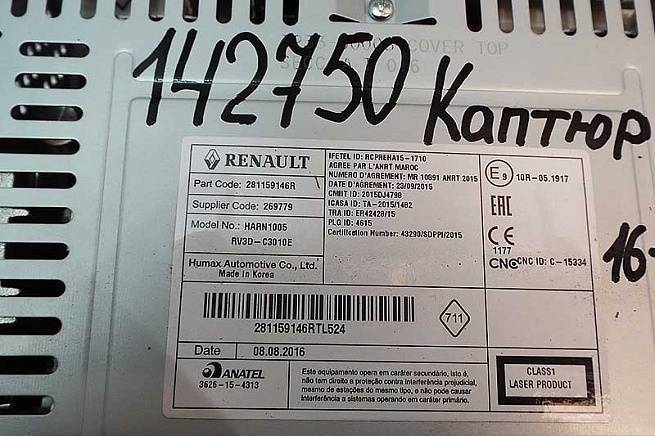 COVER TOP
142750
Каптюр
16-
RENAULT
Part Code: 281159146R
Supplier Code: 269779
Model No.: HARN1005
RV3D-C3010E
Humax Automotive Co., Ltd.
Made in Korea
IFETEL ID: RCPREHA15-1710
AGREE PAR L'ANRT MAROC
NUMERO D'AGREMENT: MR 10891 ANRT 2015
DATE D'AGREMENT: 23/09/2015
CMIIT ID: 2015DJ4798
ICASA ID: TA-2015/1482
TRA ID: ER42428/15
PLG ID: 4615
Certification Number: 43290/SDPPI/2015
E9 10R-05.1917
EAC
CE
1177
CNC CNC ID: C-15334
281159146RTL524
711
Date 08.08.2016
ANATEL
3626-15-4313
Este equipamento opera em caráter secundário, isto é,
não tem direito a proteção contra interferência prejudicial,
mesmo de estações do mesmo tipo, e não pode causar
interferência a sistemas operando em caráter primário.
CLASS1
LASER PRODUCT